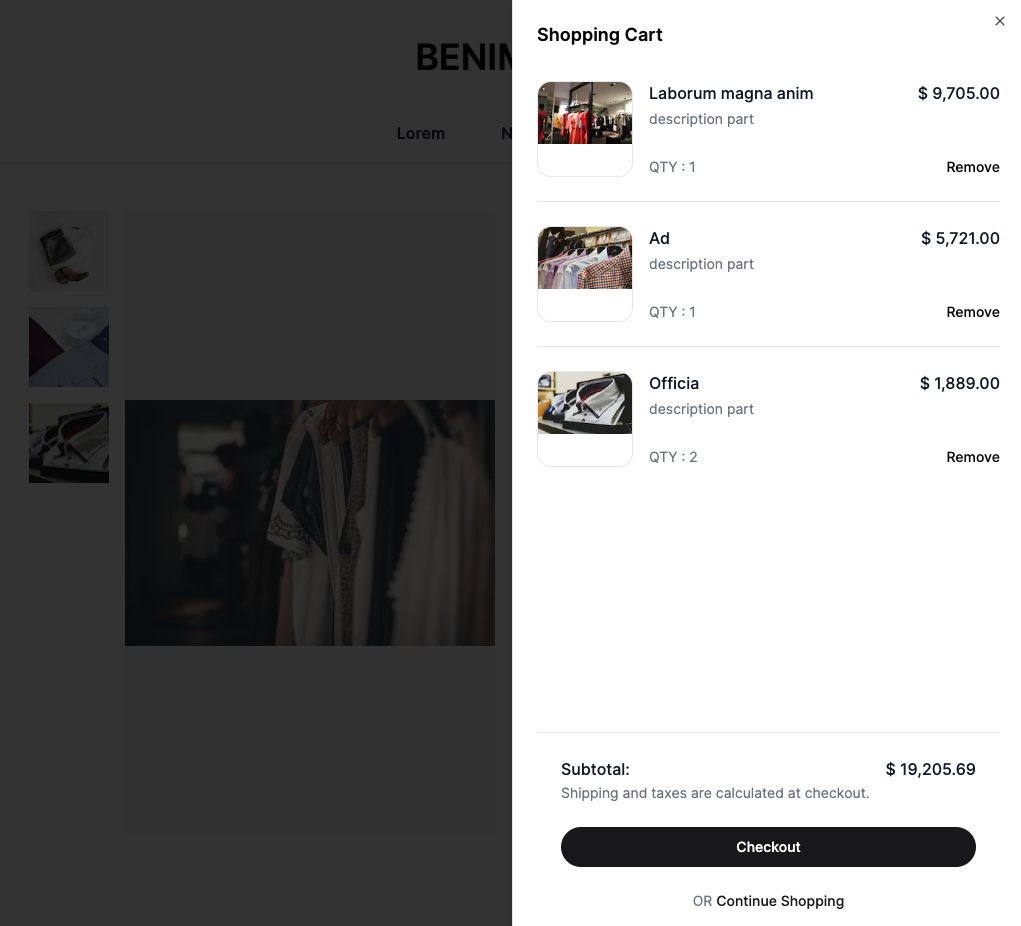 Shopping Cart
Laborum magna anim
$ 9,705.00
description part
QTY : 1
Remove
Ad
$ 5,721.00
description part
QTY : 1
Remove
Officia
$ 1,889.00
description part
QTY : 2
Remove
Subtotal:
$ 19,205.69
Shipping and taxes are calculated at checkout.
Checkout
OR Continue Shopping
Lorem